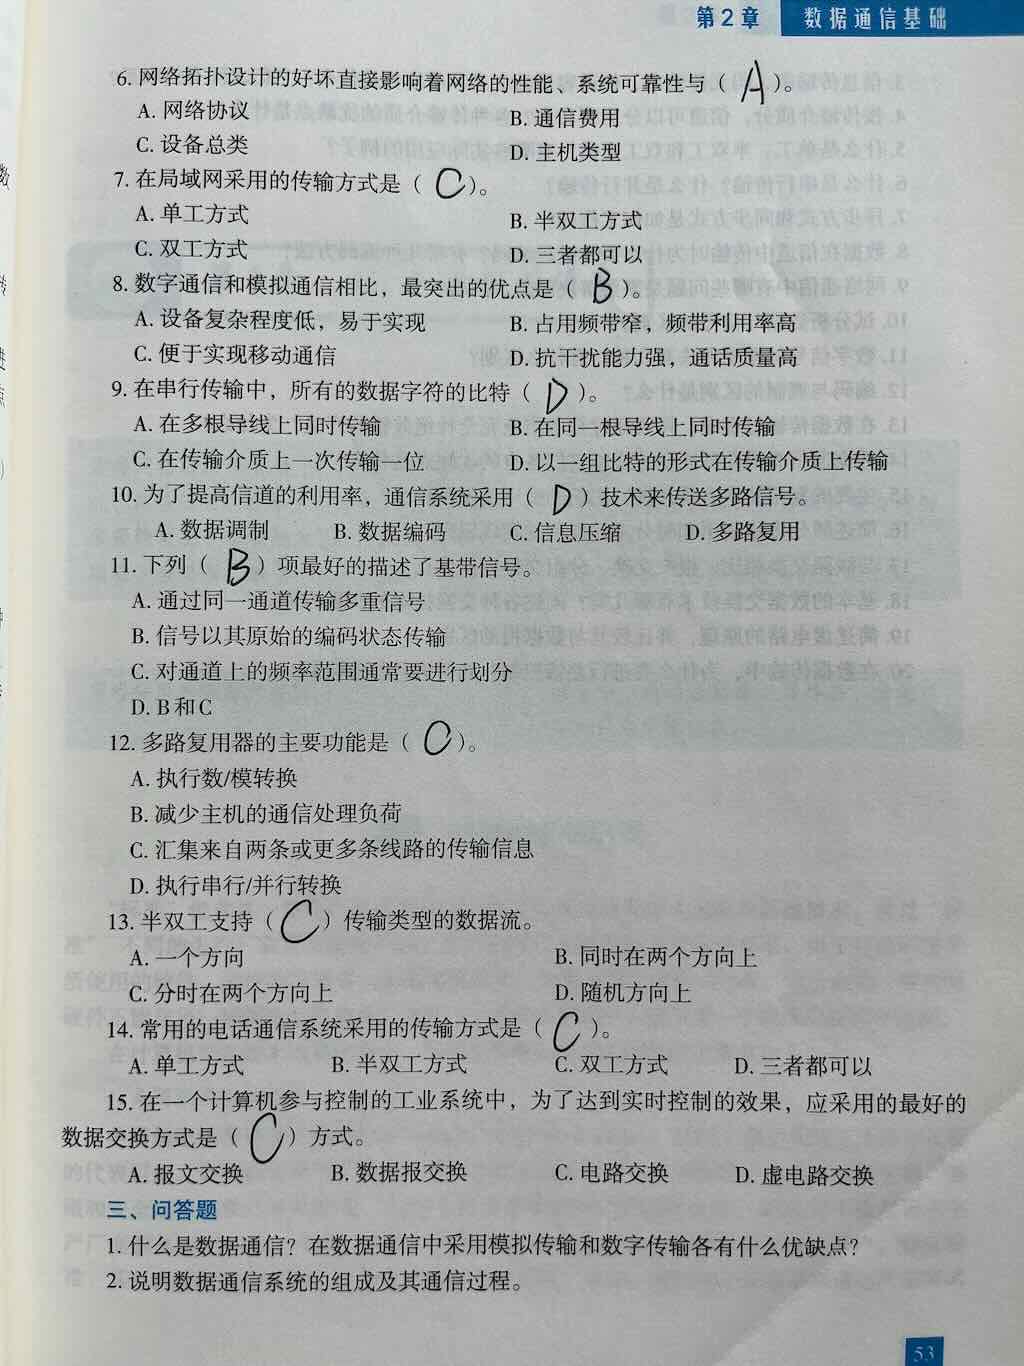 第2章 数据通信基础
6. 网络拓扑设计的好坏直接影响着网络的性能、系统可靠性与（ A ）。
A. 网络协议 B. 通信费用
C. 设备总类 D. 主机类型
7. 在局域网采用的传输方式是（ C ）。
A. 单工方式 B. 半双工方式
C. 双工方式 D. 三者都可以
8. 数字通信和模拟通信相比，最突出的优点是（ B ）。
A. 设备复杂程度低，易于实现 B. 占用频带窄，频带利用率高
C. 便于实现移动通信 D. 抗干扰能力强，通话质量高
9. 在串行传输中，所有的数据字符的比特（ D ）。
A. 在多根导线上同时传输 B. 在同一根导线上同时传输
C. 在传输介质上一次传输一位 D. 以一组比特的形式在传输介质上传输
10. 为了提高信道的利用率，通信系统采用（ D ）技术来传送多路信号。
A. 数据调制 B. 数据编码 C. 信息压缩 D. 多路复用
11. 下列（ B ）项最好的描述了基带信号。
A. 通过同一通道传输多重信号
B. 信号以其原始的编码状态传输
C. 对通道上的频率范围通常要进行划分
D. B和C
12. 多路复用器的主要功能是（ C ）。
A. 执行数/模转换
B. 减少主机的通信处理负荷
C. 汇集来自两条或更多条线路的传输信息
D. 执行串行/并行转换
13. 半双工支持（ C ）传输类型的数据流。
A. 一个方向 B. 同时在两个方向上
C. 分时在两个方向上 D. 随机方向上
14. 常用的电话通信系统采用的传输方式是（ C ）。
A. 单工方式 B. 半双工方式 C. 双工方式 D. 三者都可以
15. 在一个计算机参与控制的工业系统中，为了达到实时控制的效果，应采用的最好的
数据交换方式是（ C ）方式。
A. 报文交换 B. 数据报交换 C. 电路交换 D. 虚电路交换
三、问答题
1. 什么是数据通信？在数据通信中采用模拟传输和数字传输各有什么优缺点？
2. 说明数据通信系统的组成及其通信过程。
53